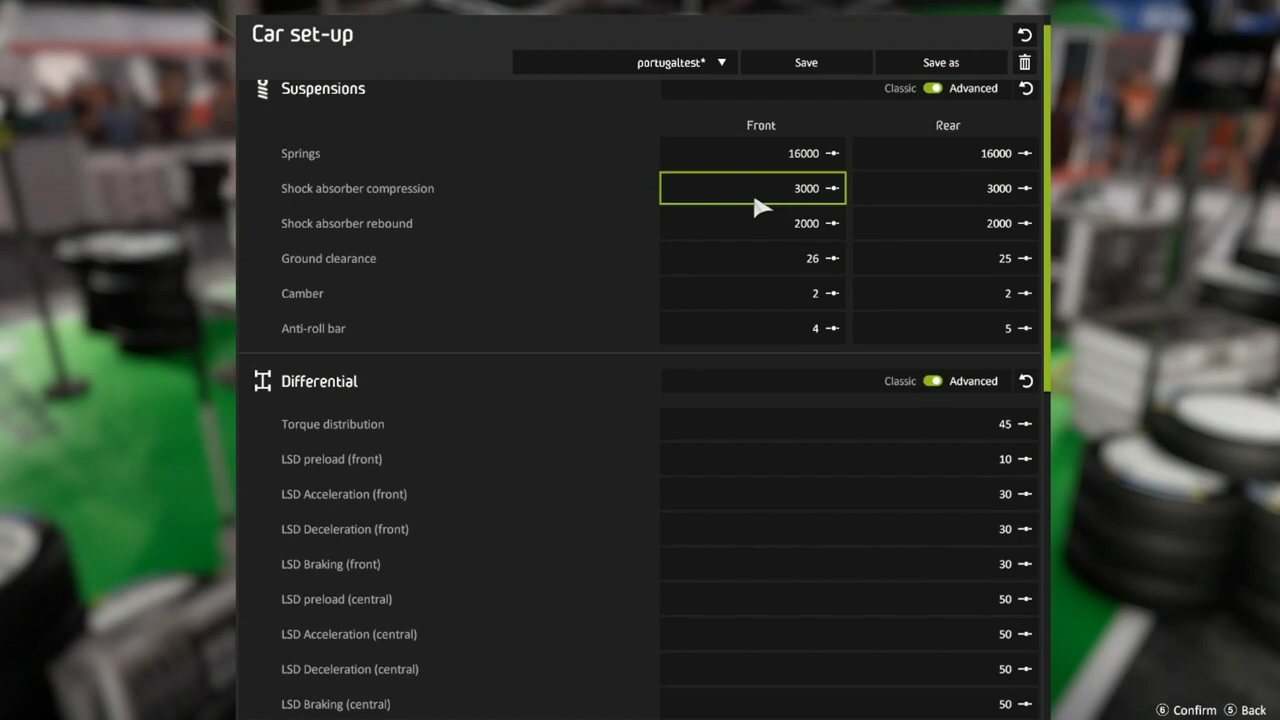 Car set-up
portugaltest* Save Save as
Suspensions Classic Advanced
Front Rear
Springs 16000 16000
Shock absorber compression 3000 3000
Shock absorber rebound 2000 2000
Ground clearance 26 25
Camber 2 2
Anti-roll bar 4 5
Differential Classic Advanced
Torque distribution 45
LSD preload (front) 10
LSD Acceleration (front) 30
LSD Deceleration (front) 30
LSD Braking (front) 30
LSD preload (central) 50
LSD Acceleration (central) 50
LSD Deceleration (central) 50
LSD Braking (central) 50
6 Confirm 5 Back